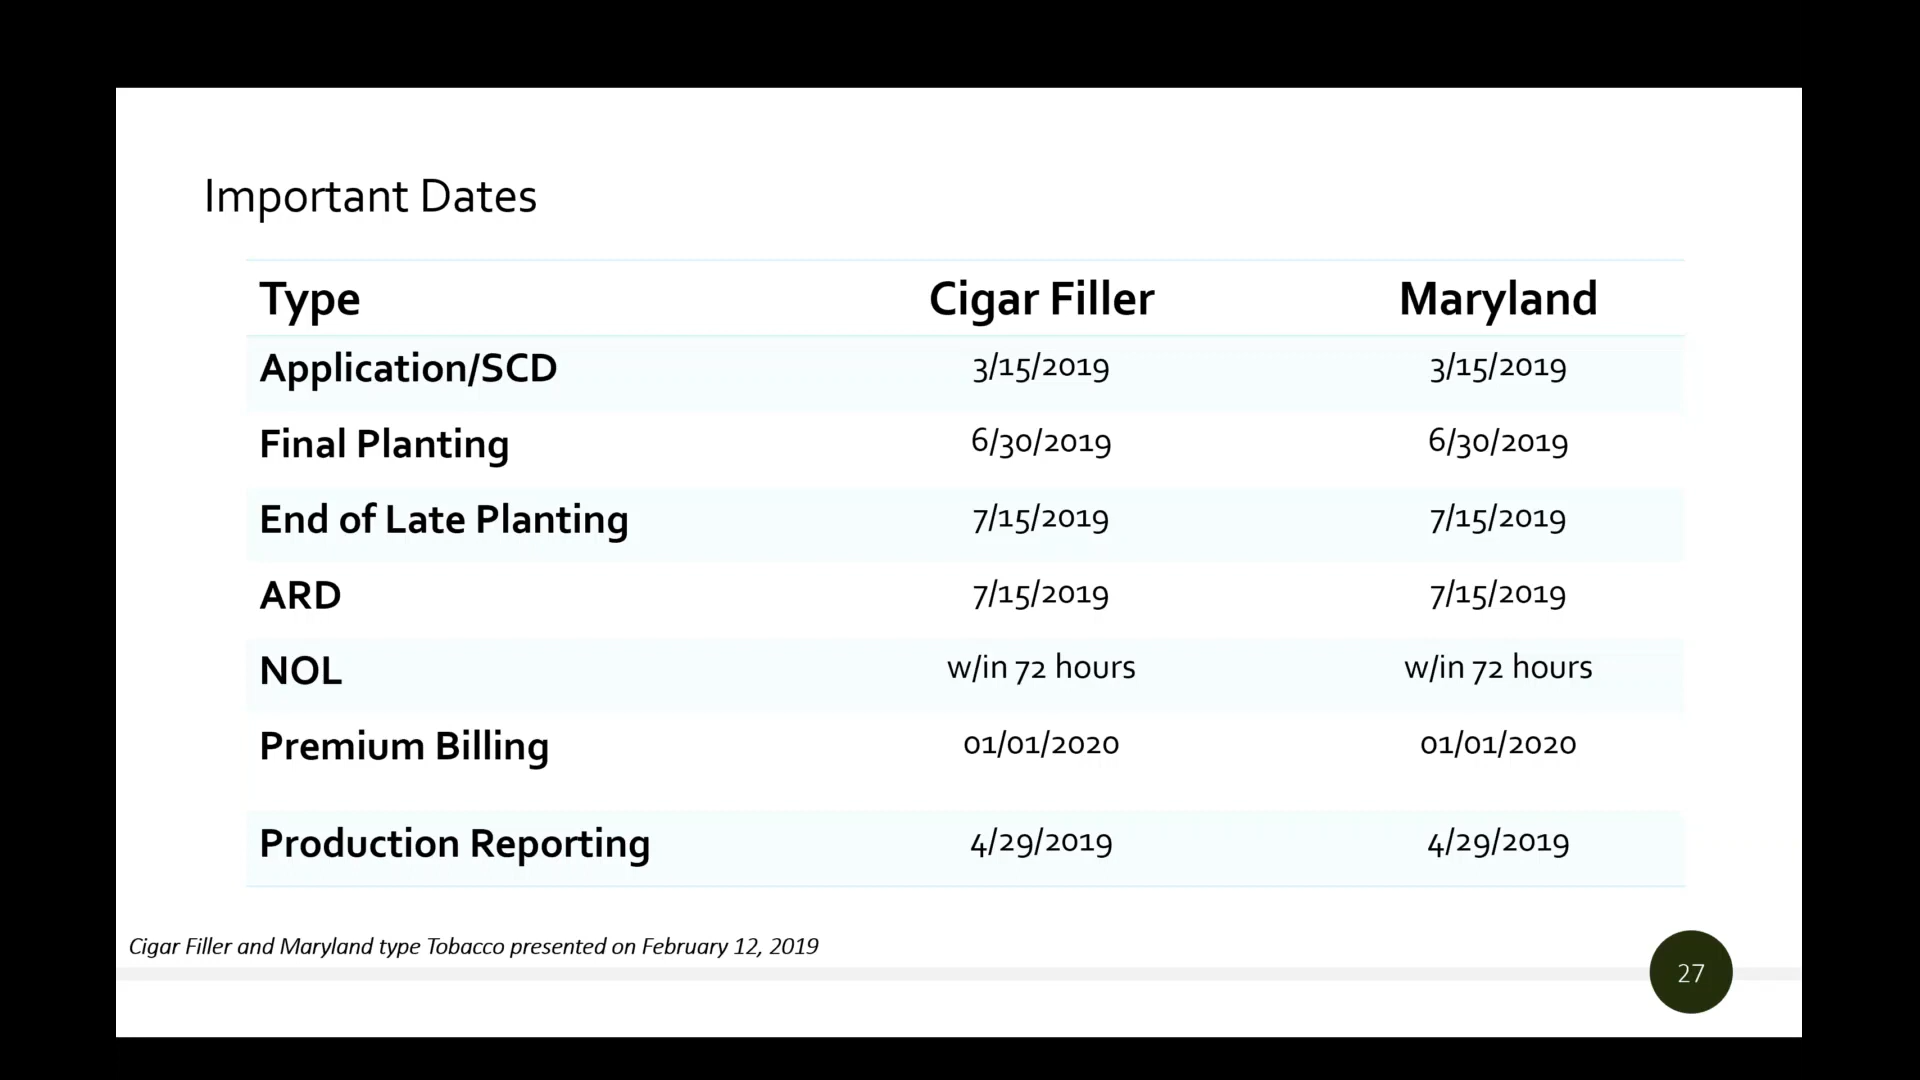 Important Dates
Type Cigar Filler Maryland
Application/SCD 3/15/2019 3/15/2019
Final Planting 6/30/2019 6/30/2019
End of Late Planting 7/15/2019 7/15/2019
ARD 7/15/2019 7/15/2019
NOL w/in 72 hours w/in 72 hours
Premium Billing 01/01/2020 01/01/2020
Production Reporting 4/29/2019 4/29/2019
Cigar Filler and Maryland type Tobacco presented on February 12, 2019
27